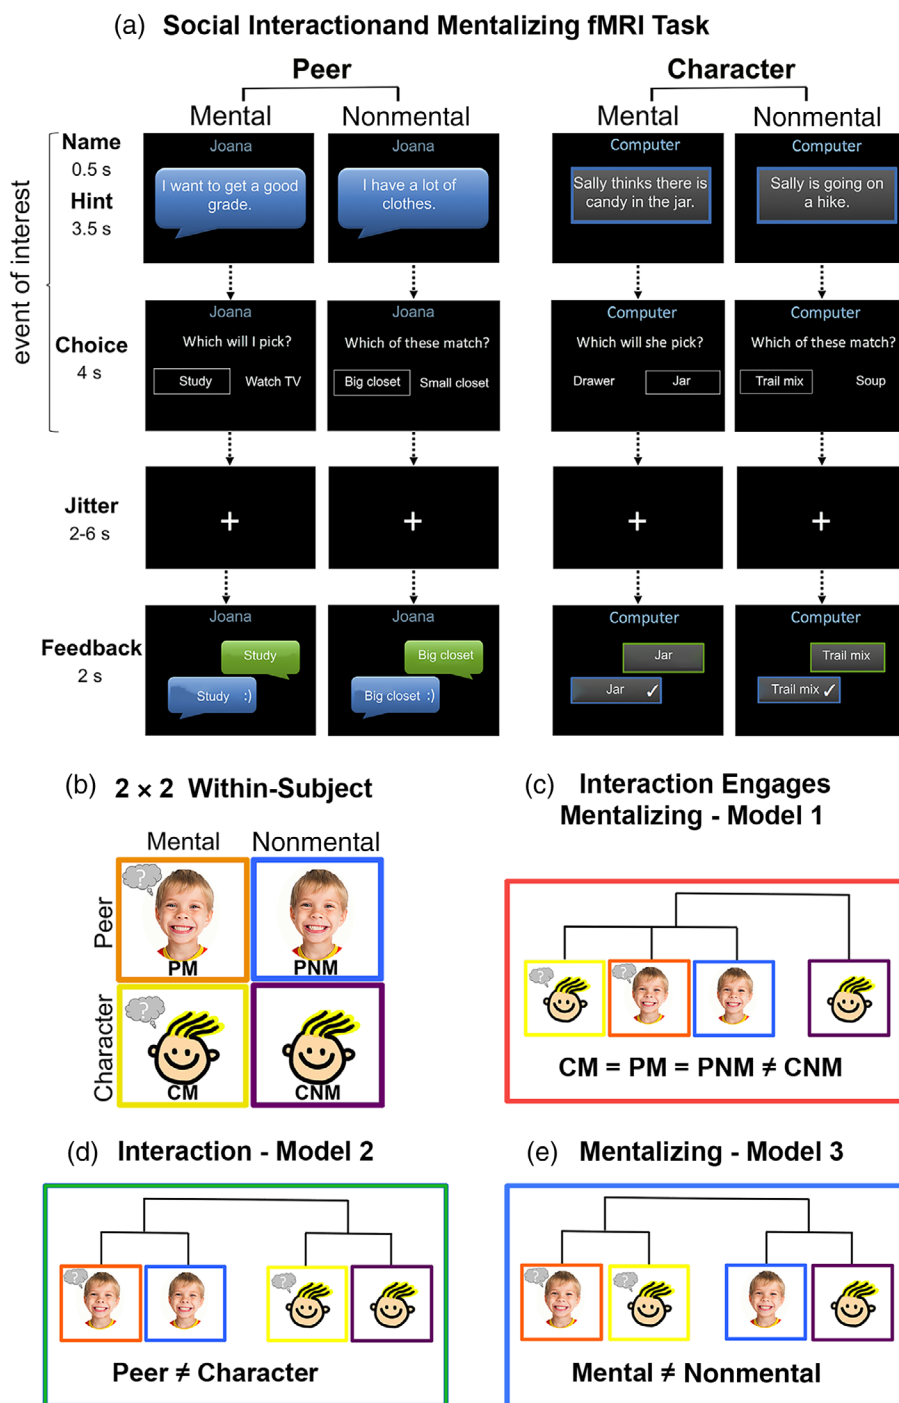 (a) Social Interactionand Mentalizing fMRI Task
Peer
Character
Mental
Nonmental
Mental
Nonmental
event of interest
Name
0.5 s
Hint
3.5 s
Joana
I want to get a good
grade.
Joana
I have a lot of
clothes.
Computer
Sally thinks there is
candy in the jar.
Computer
Sally is going on
a hike.
Choice
4 s
Joana
Which will I pick?
Study
Watch TV
Joana
Which of these match?
Big closet
Small closet
Computer
Which will she pick?
Drawer
Jar
Computer
Which of these match?
Trail mix
Soup
Jitter
2-6 s
+
+
+
+
Feedback
2 s
Joana
Study
Study :)
Joana
Big closet
Big closet :)
Computer
Jar
Jar ✓
Computer
Trail mix
Trail mix ✓
(b) 2 × 2 Within-Subject
Mental
Nonmental
Peer
?
PM
PNM
Character
?
CM
CNM
(c) Interaction Engages
Mentalizing - Model 1
?
?
CM = PM = PNM ≠ CNM
(d) Interaction - Model 2
?
?
Peer ≠ Character
(e) Mentalizing - Model 3
?
?
Mental ≠ Nonmental